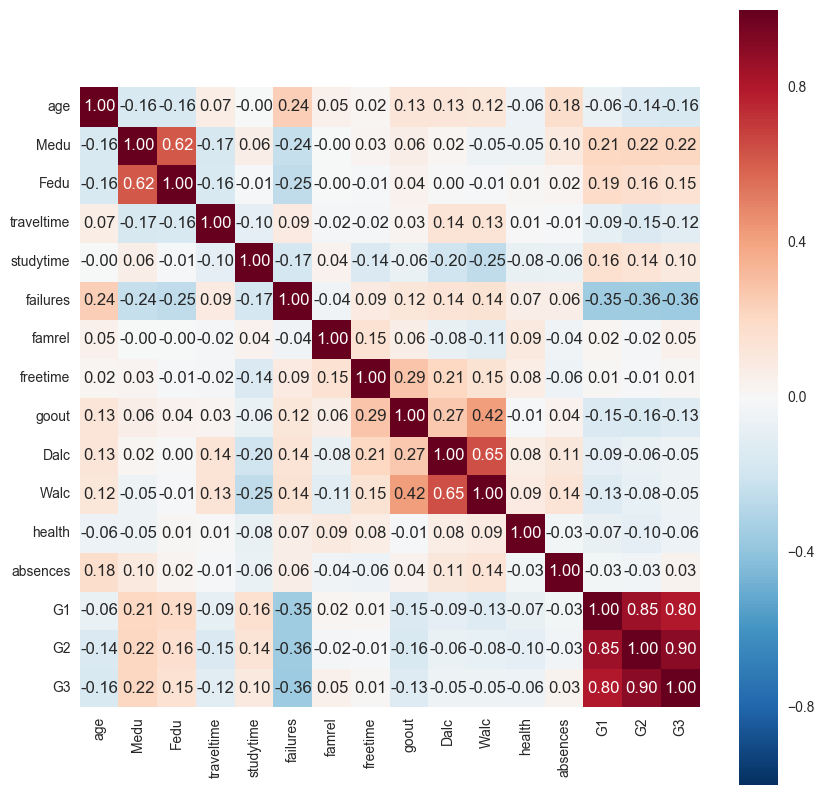 0.8
age 1.00 -0.16 -0.16 0.07 -0.00 0.24 0.05 0.02 0.13 0.13 0.12 -0.06 0.18 -0.06 -0.14 -0.16
Medu -0.16 1.00 0.62 -0.17 0.06 -0.24 -0.00 0.03 0.06 0.02 -0.05 -0.05 0.10 0.21 0.22 0.22
Fedu -0.16 0.62 1.00 -0.16 -0.01 -0.25 -0.00 -0.01 0.04 0.00 -0.01 0.01 0.02 0.19 0.16 0.15
traveltime 0.07 -0.17 -0.16 1.00 -0.10 0.09 -0.02 -0.02 0.03 0.14 0.13 0.01 -0.01 -0.09 -0.15 -0.12
0.4
studytime -0.00 0.06 -0.01 -0.10 1.00 -0.17 0.04 -0.14 -0.06 -0.20 -0.25 -0.08 -0.06 0.16 0.14 0.10
failures 0.24 -0.24 -0.25 0.09 -0.17 1.00 -0.04 0.09 0.12 0.14 0.14 0.07 0.06 -0.35 -0.36 -0.36
famrel 0.05 -0.00 -0.00 -0.02 0.04 -0.04 1.00 0.15 0.06 -0.08 -0.11 0.09 -0.04 0.02 -0.02 0.05
freetime 0.02 0.03 -0.01 -0.02 -0.14 0.09 0.15 1.00 0.29 0.21 0.15 0.08 -0.06 0.01 -0.01 0.01
0.0
goout 0.13 0.06 0.04 0.03 -0.06 0.12 0.06 0.29 1.00 0.27 0.42 -0.01 0.04 -0.15 -0.16 -0.13
Dalc 0.13 0.02 0.00 0.14 -0.20 0.14 -0.08 0.21 0.27 1.00 0.65 0.08 0.11 -0.09 -0.06 -0.05
Walc 0.12 -0.05 -0.01 0.13 -0.25 0.14 -0.11 0.15 0.42 0.65 1.00 0.09 0.14 -0.13 -0.08 -0.05
health -0.06 -0.05 0.01 0.01 -0.08 0.07 0.09 0.08 -0.01 0.08 0.09 1.00 -0.03 -0.07 -0.10 -0.06
−0.4
absences 0.18 0.10 0.02 -0.01 -0.06 0.06 -0.04 -0.06 0.04 0.11 0.14 -0.03 1.00 -0.03 -0.03 0.03
G1 -0.06 0.21 0.19 -0.09 0.16 -0.35 0.02 0.01 -0.15 -0.09 -0.13 -0.07 -0.03 1.00 0.85 0.80
G2 -0.14 0.22 0.16 -0.15 0.14 -0.36 -0.02 -0.01 -0.16 -0.06 -0.08 -0.10 -0.03 0.85 1.00 0.90
G3 -0.16 0.22 0.15 -0.12 0.10 -0.36 0.05 0.01 -0.13 -0.05 -0.05 -0.06 0.03 0.80 0.90 1.00
−0.8
age Medu Fedu traveltime studytime failures famrel freetime goout Dalc Walc health absences G1 G2 G3